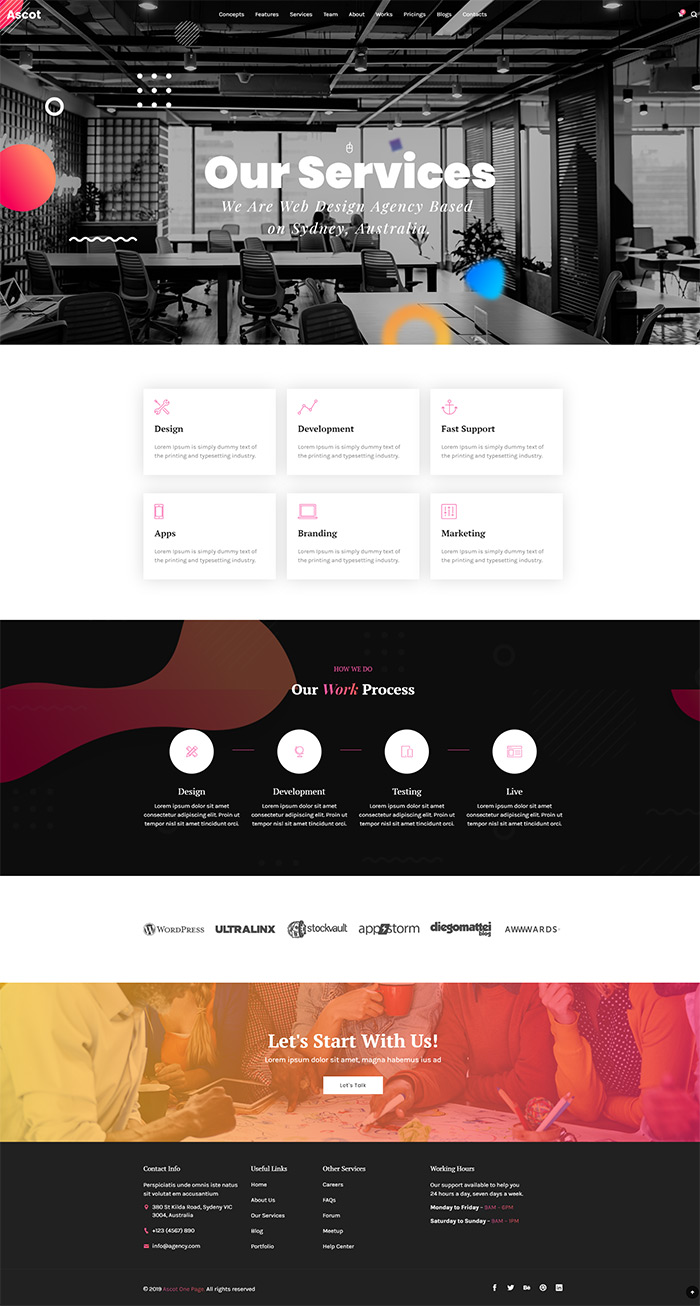 Ascot
Concepts Features Services Team About Works Pricings Blogs Contacts
Our Services
We Are Web Design Agency Based
on Sydney, Australia.
Design
Lorem Ipsum is simply dummy text of
the printing and typesetting industry.
Development
Lorem Ipsum is simply dummy text of
the printing and typesetting industry.
Fast Support
Lorem Ipsum is simply dummy text of
the printing and typesetting industry.
Apps
Lorem Ipsum is simply dummy text of
the printing and typesetting industry.
Branding
Lorem Ipsum is simply dummy text of
the printing and typesetting industry.
Marketing
Lorem Ipsum is simply dummy text of
the printing and typesetting industry.
HOW WE DO
Our Work Process
Design
Lorem ipsum dolor sit amet
consectetur adipiscing elit. Proin ut
tempor nisl sit amet tincidunt orci.
Development
Lorem ipsum dolor sit amet
consectetur adipiscing elit. Proin ut
tempor nisl sit amet tincidunt orci.
Testing
Lorem ipsum dolor sit amet
consectetur adipiscing elit. Proin ut
tempor nisl sit amet tincidunt orci.
Live
Lorem ipsum dolor sit amet
consectetur adipiscing elit. Proin ut
tempor nisl sit amet tincidunt orci.
WORDPRESS ULTRALINX stockvault appstorm diegomattei blog AWWWARDS
Let's Start With Us!
Lorem ipsum dolor sit amet, magna habemus ius ad
Let's Talk
Contact Info
Perspiciatis unde omnis iste natus
sit volutat em accusantium
380 St Kilda Road, Sydeny VIC
3004, Australia
+123 (4567) 890
info@agency.com
Useful Links
Home
About Us
Our Services
Blog
Portfolio
Other Services
Careers
FAQs
Forum
Meetup
Help Center
Working Hours
Our support available to help you
24 hours a day, seven days a week.
Monday to Friday - 9AM - 6PM
Saturday to Sunday - 9AM - 1PM
© 2019 Ascot One Page. All rights reserved